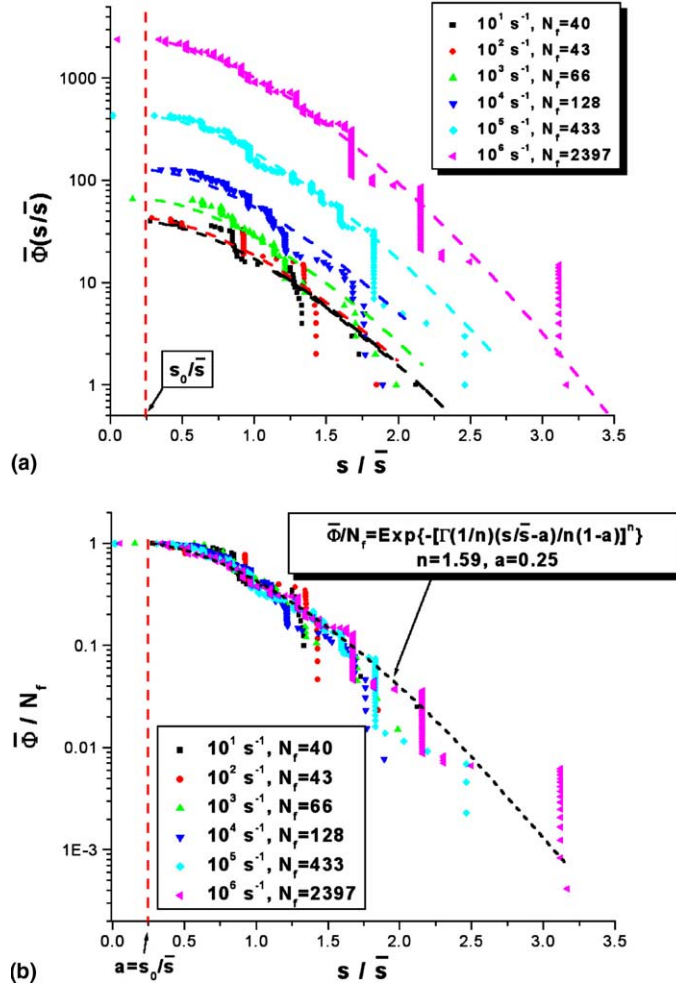 10¹ s⁻¹, N_f=40
10² s⁻¹, N_f=43
10³ s⁻¹, N_f=66
10⁴ s⁻¹, N_f=128
10⁵ s⁻¹, N_f=433
10⁶ s⁻¹, N_f=2397
1000
100
10
1
Φ̅(s/s̅)
s₀/s̅
0.0 0.5 1.0 1.5 2.0 2.5 3.0 3.5
(a)
s / s̅
Φ̅/N_f=Exp{-[Γ(1/n)(s/s̅-a)/n(1-a)]ⁿ}
n=1.59, a=0.25
1
0.1
0.01
1E-3
Φ̅ / N_f
10¹ s⁻¹, N_f=40
10² s⁻¹, N_f=43
10³ s⁻¹, N_f=66
10⁴ s⁻¹, N_f=128
10⁵ s⁻¹, N_f=433
10⁶ s⁻¹, N_f=2397
0.0 0.5 1.0 1.5 2.0 2.5 3.0 3.5
(b)
a=s₀/s̅
s / s̅